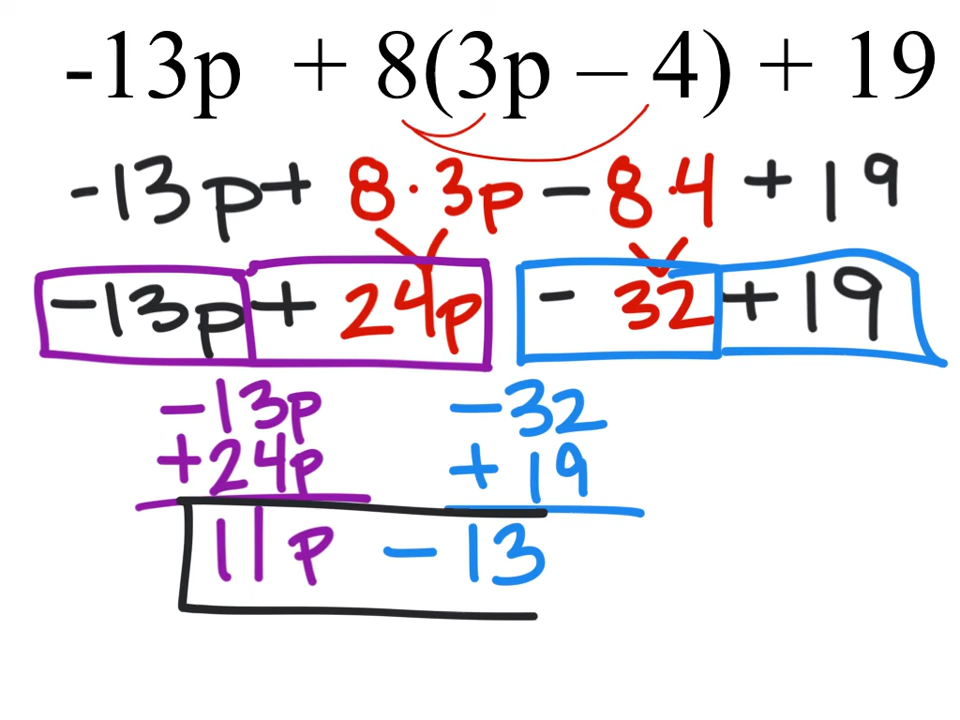 -13p + 8(3p – 4) + 19
-13p + 8·3p - 8·4 + 19
-13p + 24p - 32 + 19
-13p -32
+24p + 19
11p - 13